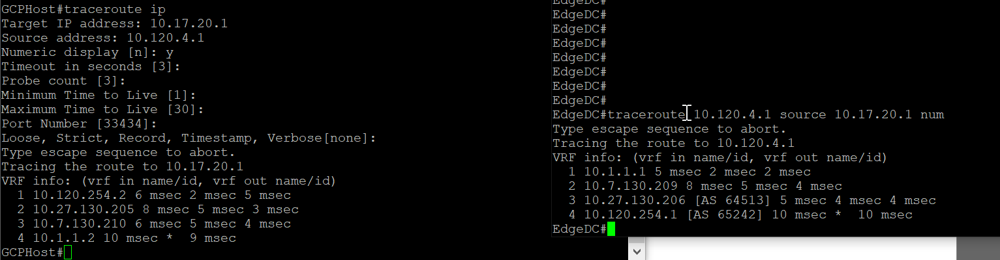 GCPHost#traceroute ip
Target IP address: 10.17.20.1
Source address: 10.120.4.1
Numeric display [n]: y
Timeout in seconds [3]:
Probe count [3]:
Minimum Time to Live [1]:
Maximum Time to Live [30]:
Port Number [33434]:
Loose, Strict, Record, Timestamp, Verbose[none]:
Type escape sequence to abort.
Tracing the route to 10.17.20.1
VRF info: (vrf in name/id, vrf out name/id)
1 10.120.254.2 6 msec 2 msec 5 msec
2 10.27.130.205 8 msec 5 msec 3 msec
3 10.7.130.210 6 msec 5 msec 4 msec
4 10.1.1.2 10 msec *  9 msec
GCPHost#
EdgeDC#
EdgeDC#
EdgeDC#
EdgeDC#
EdgeDC#
EdgeDC#
EdgeDC#
EdgeDC#
EdgeDC#traceroute 10.120.4.1 source 10.17.20.1 num
Type escape sequence to abort.
Tracing the route to 10.120.4.1
VRF info: (vrf in name/id, vrf out name/id)
1 10.1.1.1 5 msec 2 msec 2 msec
2 10.7.130.209 8 msec 5 msec 4 msec
3 10.27.130.206 [AS 64513] 5 msec 4 msec 4 msec
4 10.120.254.1 [AS 65242] 10 msec *  10 msec
EdgeDC#